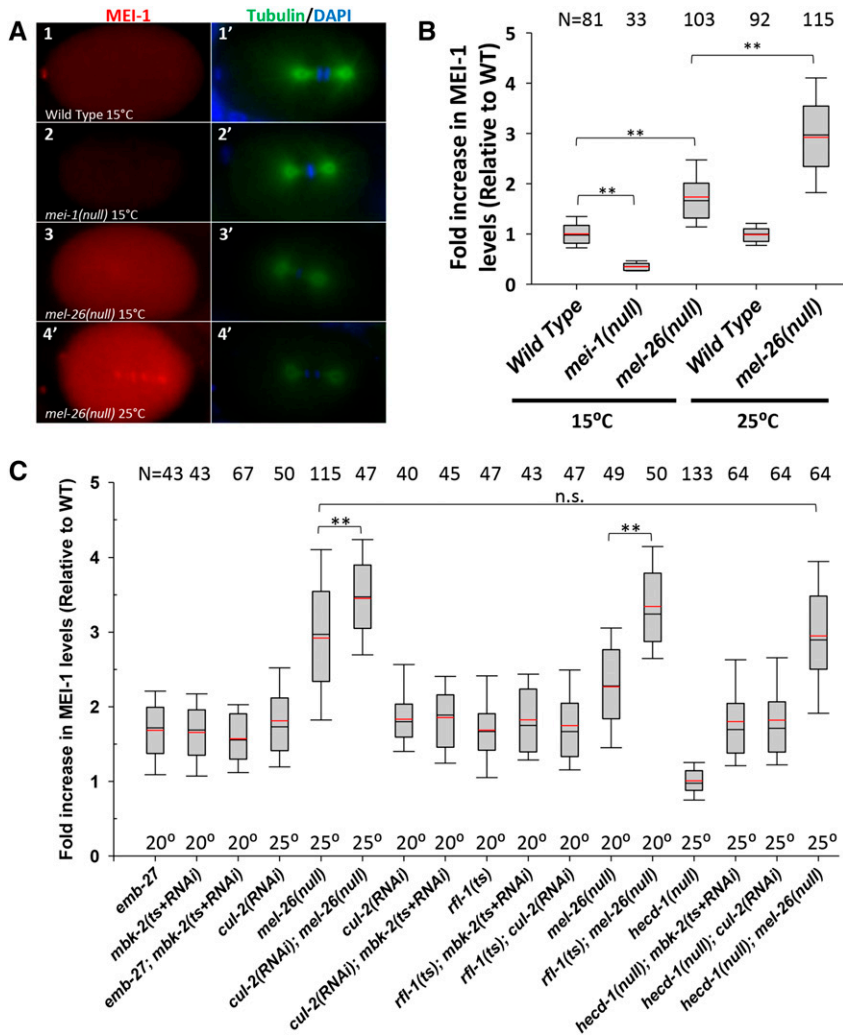 A
MEI-1
Tubulin/DAPI
1
Wild Type 15°C
1'
2
mei-1(null) 15°C
2'
3
mel-26(null) 15°C
3'
4'
mel-26(null) 25°C
4'
B
N=81 33 103 92 115
**
**
**
Fold increase in MEI-1
levels (Relative to WT)
5
4
3
2
1
0
Wild Type
mei-1(null)
mel-26(null)
Wild Type
mel-26(null)
15°C
25°C
C
N=43 43 67 50 115 47 40 45 47 43 47 49 50 133 64 64 64
n.s.
**
**
Fold increase in MEI-1 levels (Relative to WT)
5
4
3
2
1
0
20° 20° 20° 25° 25° 25° 20° 20° 20° 20° 20° 20° 20° 25° 25° 25° 25°
emb-27
mbk-2(ts+RNAi)
emb-27; mbk-2(ts+RNAi)
cul-2(RNAi)
mel-26(null)
cul-2(RNAi); mel-26(null)
cul-2(RNAi)
cul-2(RNAi); mbk-2(ts+RNAi)
rfl-1(ts)
rfl-1(ts); mbk-2(ts+RNAi)
rfl-1(ts); cul-2(RNAi)
mel-26(null)
rfl-1(ts); mel-26(null)
hecd-1(null)
hecd-1(null); mbk-2(ts+RNAi)
hecd-1(null); cul-2(RNAi)
hecd-1(null); mel-26(null)